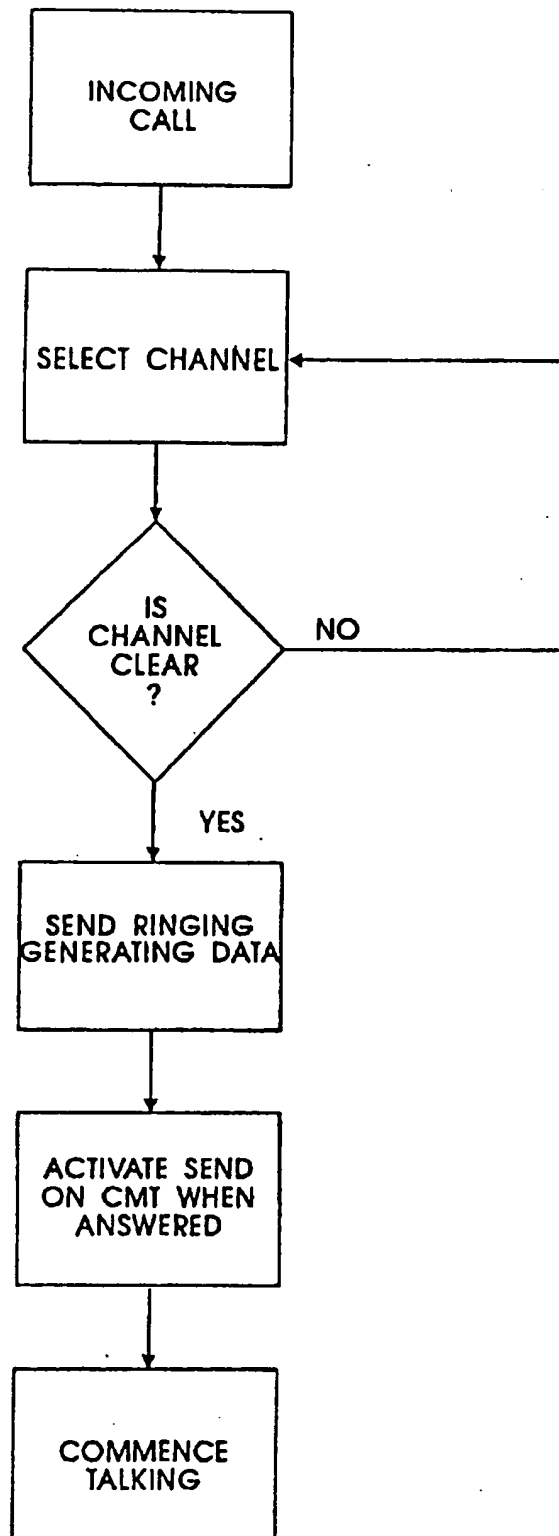 INCOMING
CALL
SELECT CHANNEL
IS
CHANNEL
CLEAR
?
NO
YES
SEND RINGING
GENERATING DATA
ACTIVATE SEND
ON CMT WHEN
ANSWERED
COMMENCE
TALKING